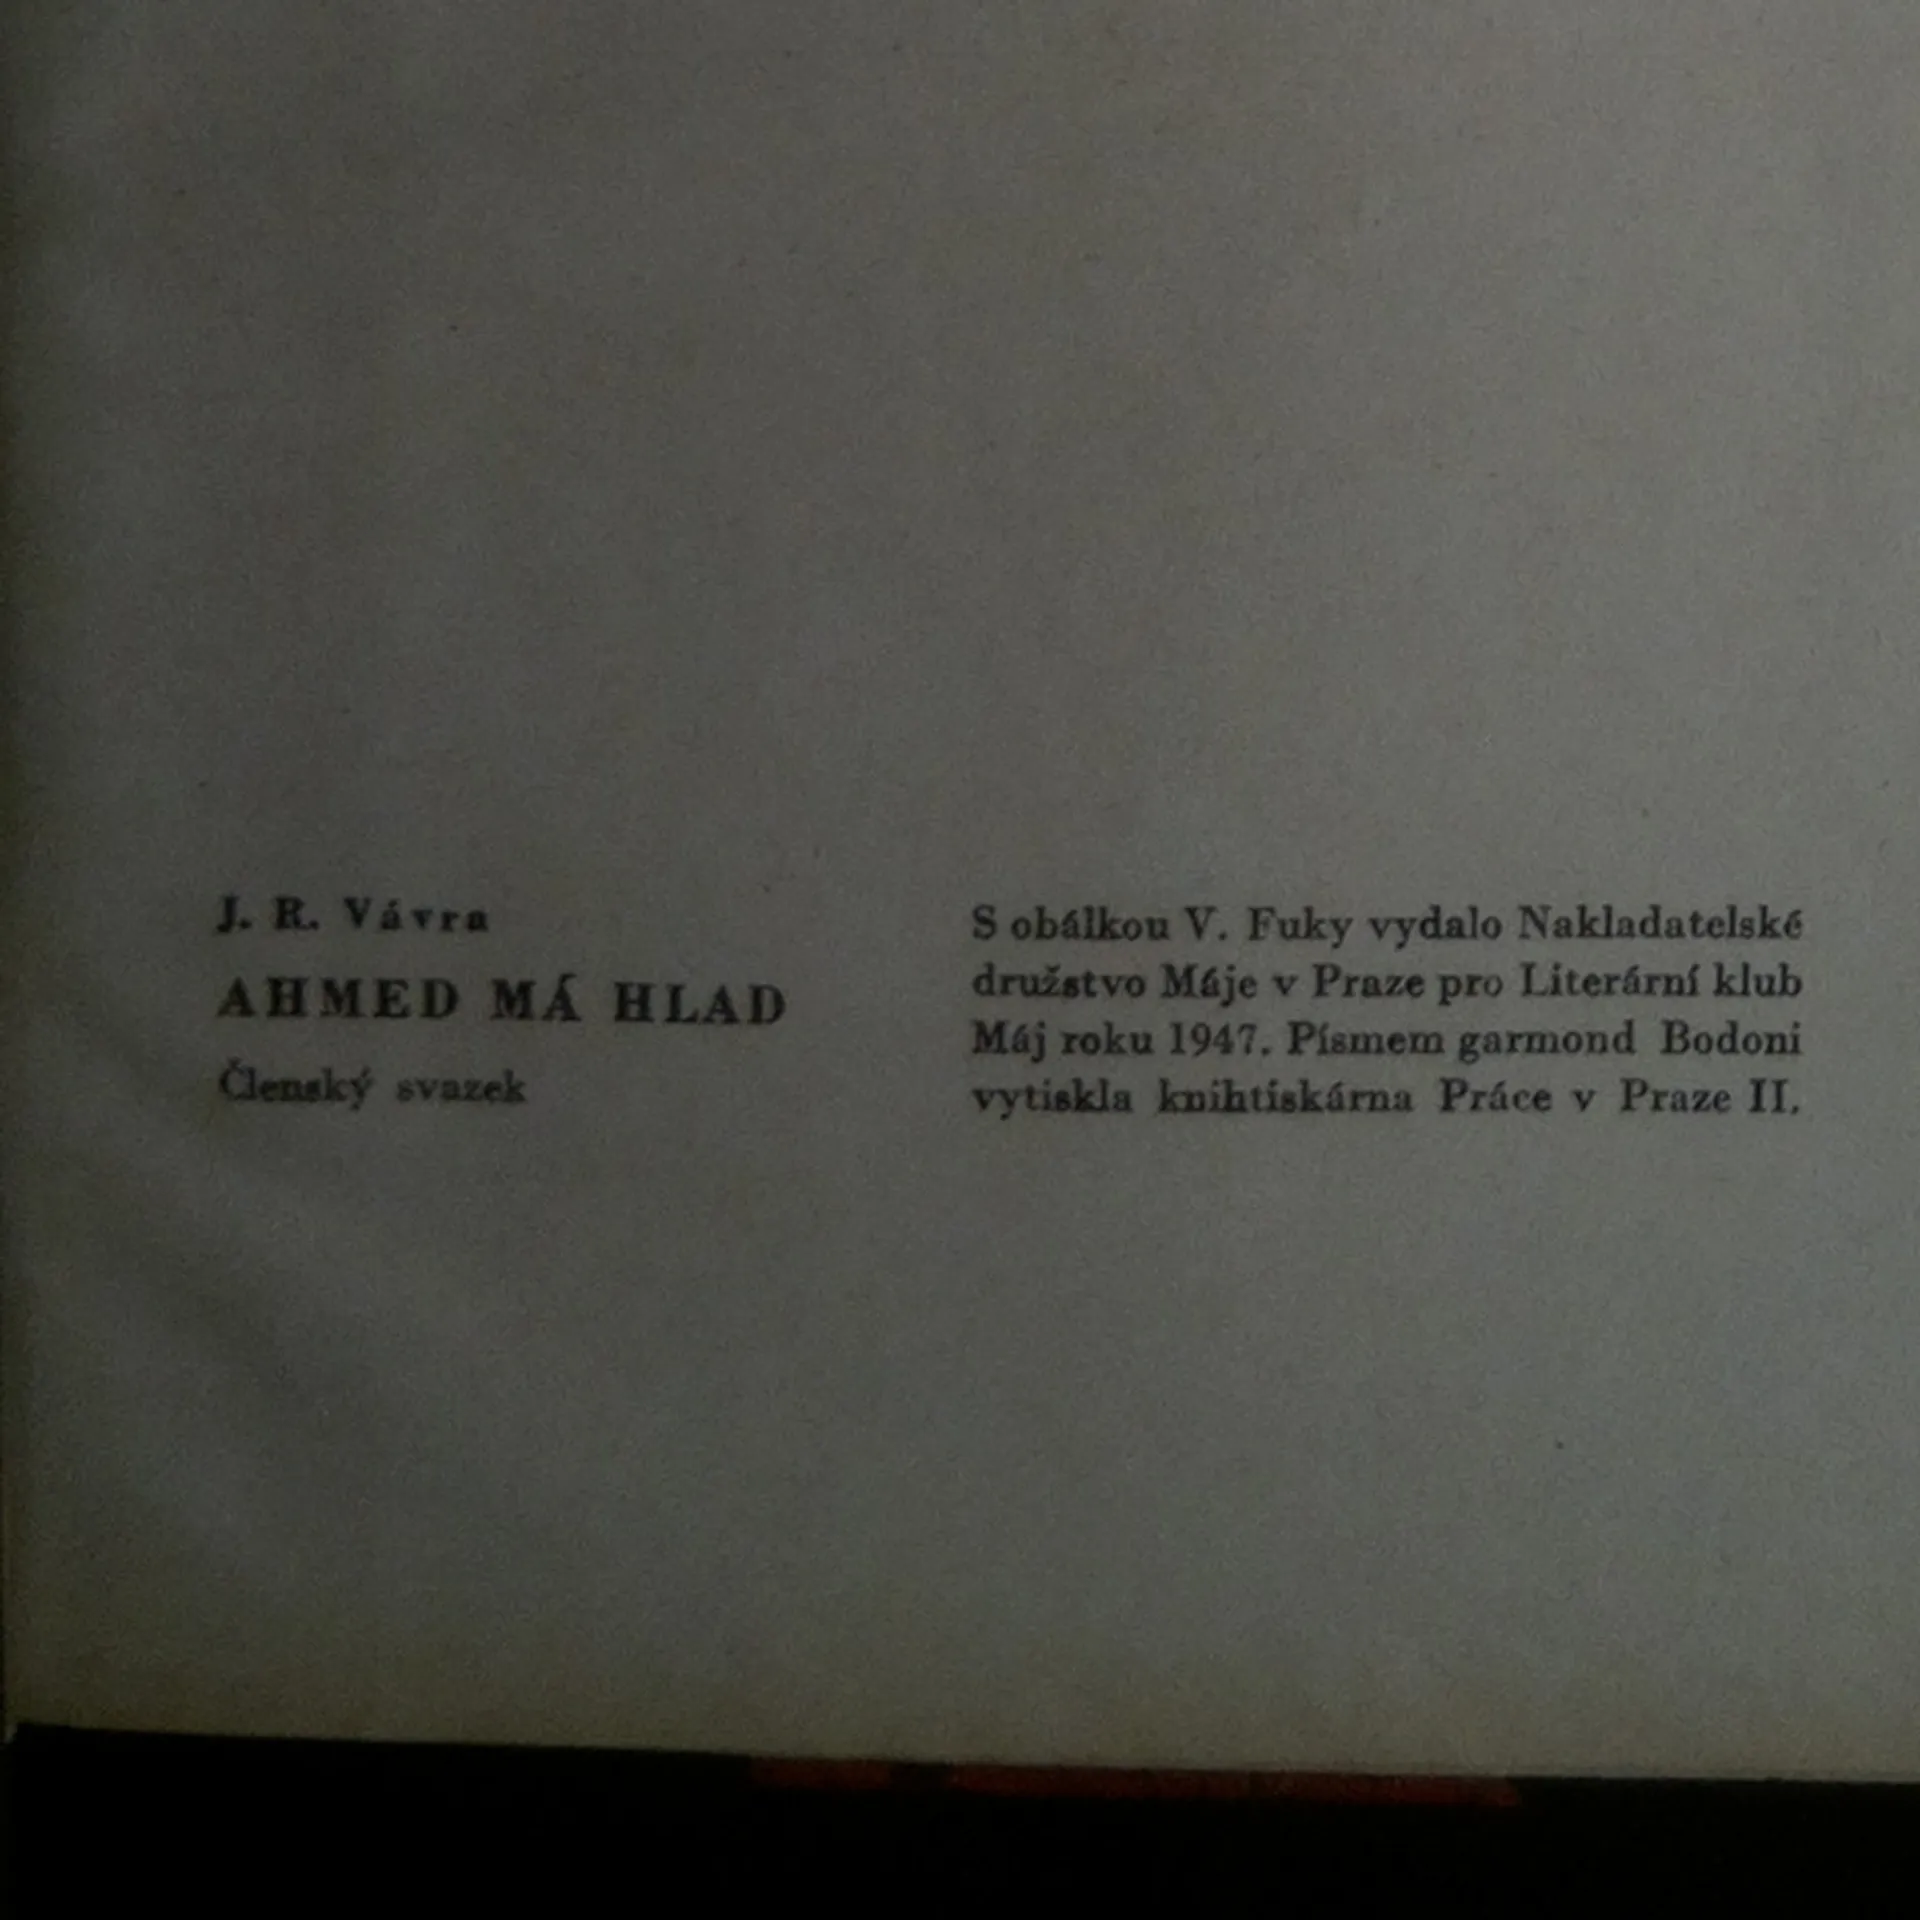 J. R. Vávra
AHMED MÁ HLAD
Členský svazek
S obálkou V. Fuky vydalo Nakladatelské
družstvo Máje v Praze pro Literární klub
Máj roku 1947. Písmem garmond Bodoni
vytiskla knihtiskárna Práce v Praze II.